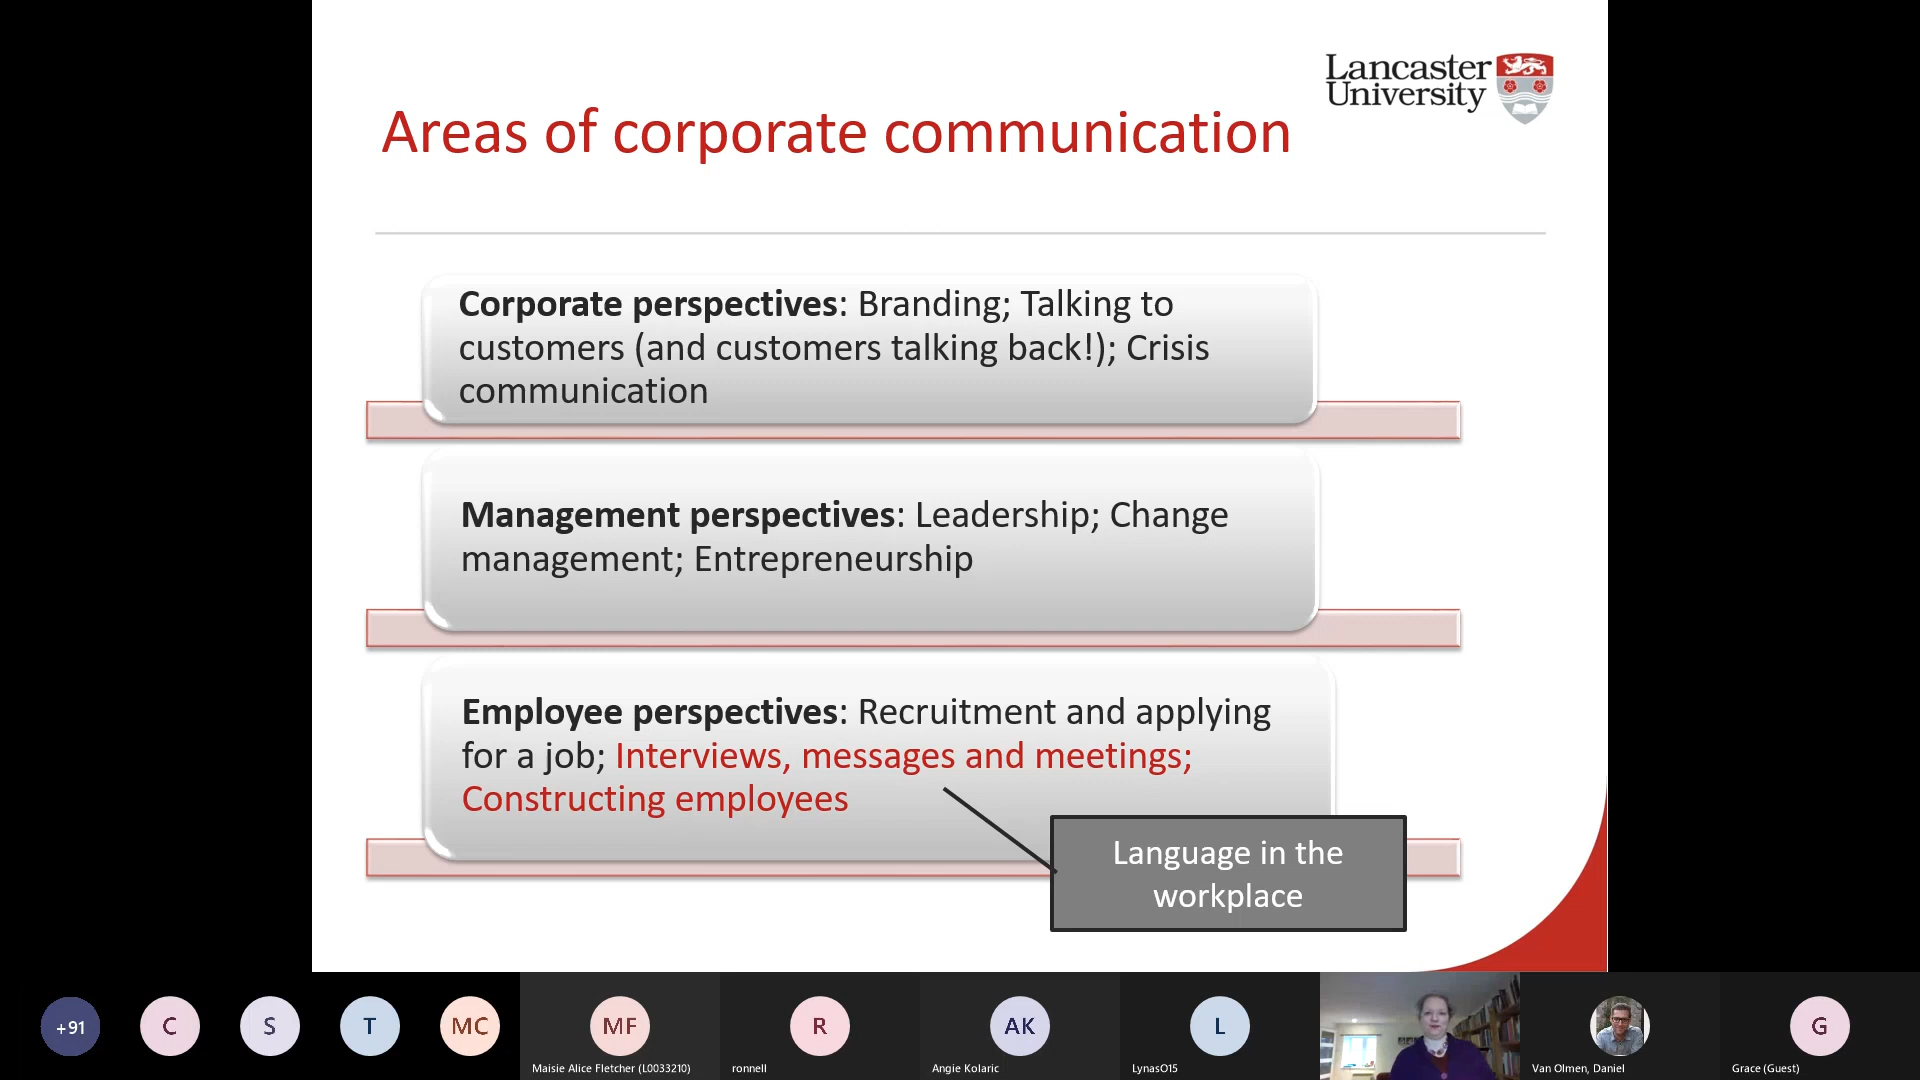 Lancaster
University
Areas of corporate communication
Corporate perspectives: Branding; Talking to
customers (and customers talking back!); Crisis
communication
Management perspectives: Leadership; Change
management; Entrepreneurship
Employee perspectives: Recruitment and applying
for a job; Interviews, messages and meetings;
Constructing employees
Language in the
workplace
+91
C
S
T
MC
MF
R
AK
L
G
Maisie Alice Fletcher (L0033210)
ronnell
Angie Kolaric
LynasO15
Van Olmen, Daniel
Grace (Guest)